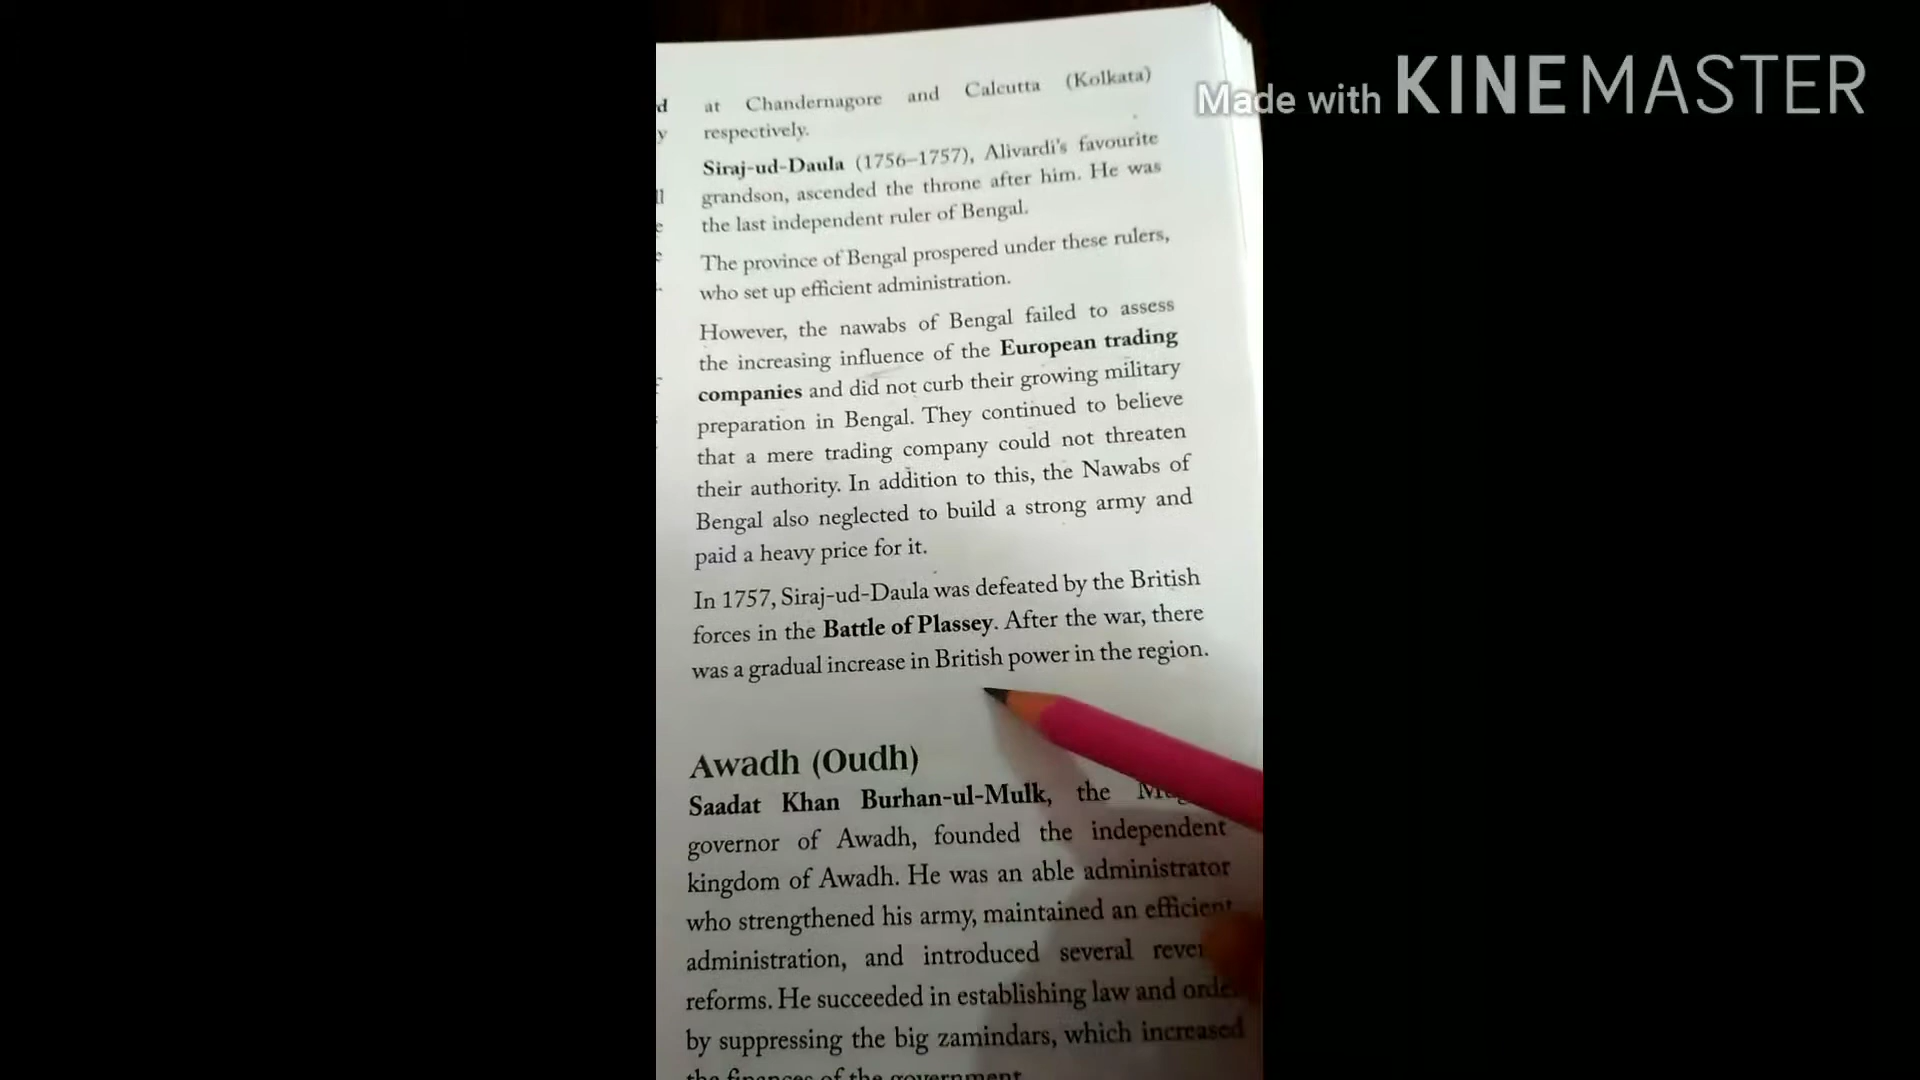 Made with KINEMASTER
at Chandernagore and Calcutta (Kolkata)
respectively.
Siraj-ud-Daula (1756–1757), Alivardi's favourite
grandson, ascended the throne after him. He was
the last independent ruler of Bengal.
The province of Bengal prospered under these rulers,
who set up efficient administration.
However, the nawabs of Bengal failed to assess
the increasing influence of the European trading
companies and did not curb their growing military
preparation in Bengal. They continued to believe
that a mere trading company could not threaten
their authority. In addition to this, the Nawabs of
Bengal also neglected to build a strong army and
paid a heavy price for it.
In 1757, Siraj-ud-Daula was defeated by the British
forces in the Battle of Plassey. After the war, there
was a gradual increase in British power in the region.
Awadh (Oudh)
Saadat Khan Burhan-ul-Mulk, the
governor of Awadh, founded the independent
kingdom of Awadh. He was an able administrator
who strengthened his army, maintained an efficient
administration, and introduced several
reforms. He succeeded in establishing law and
by suppressing the big zamindars, which increased
the finances of the government